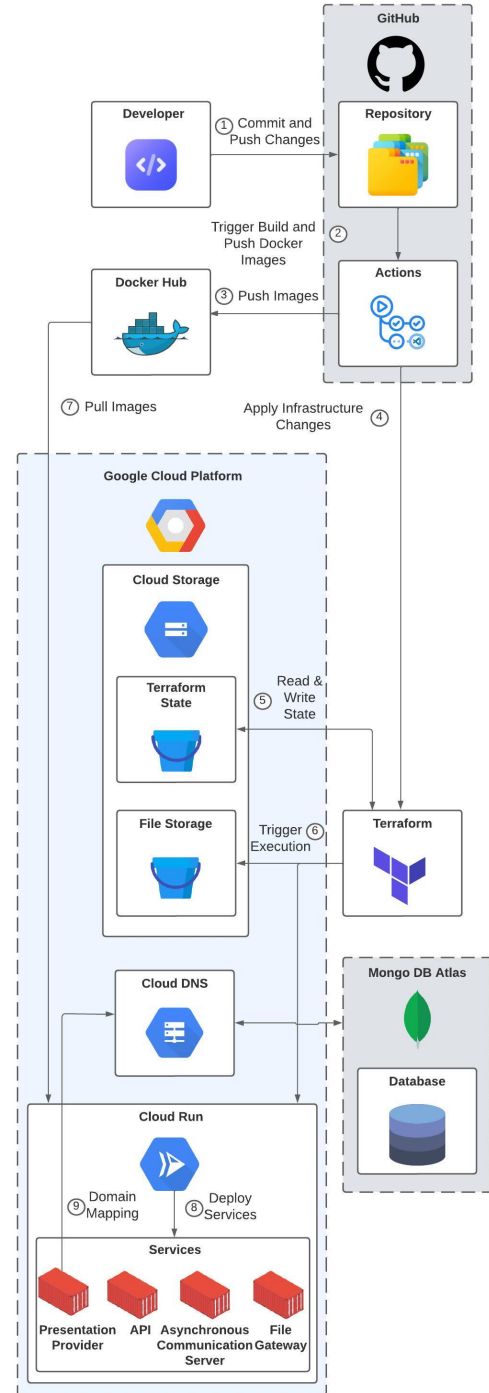 GitHub
Developer
Repository
1 Commit and
Push Changes
Trigger Build and
Push Docker
Images
2
Docker Hub
Actions
3 Push Images
7 Pull Images
Apply Infrastructure
Changes
4
Google Cloud Platform
Cloud Storage
Terraform
State
5
Read &
Write
State
File Storage
Trigger
Execution
6
Terraform
Cloud DNS
Mongo DB Atlas
Database
Cloud Run
9 Domain
Mapping
8 Deploy
Services
Services
Presentation
Provider
API
Asynchronous
Communication
Server
File
Gateway